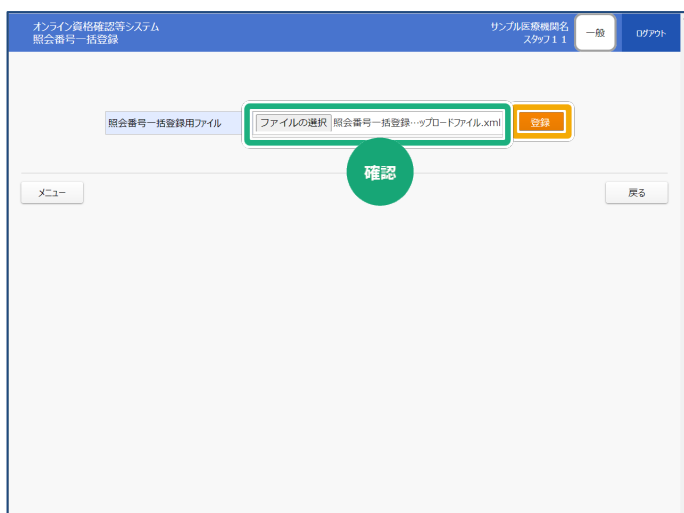 オンライン資格確認等システム
照会番号一括登録
サンプル医療機関名
スタッフ11
一般
ログアウト
照会番号一括登録用ファイル
ファイルの選択 照会番号一括登録…ップロードファイル.xml
登録
確認
メニュー
戻る